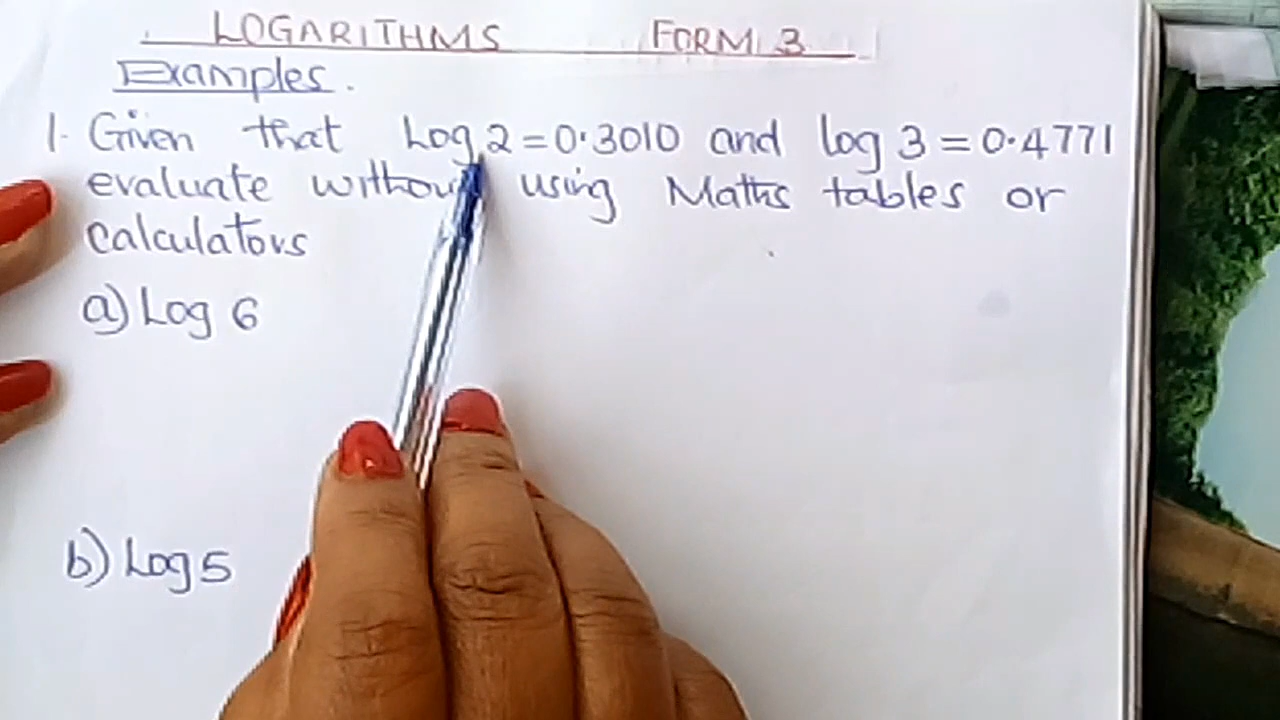 LOGARITHMS FORM 3
Examples.
1. Given that Log 2 = 0.3010 and log 3 = 0.4771
evaluate without using Maths tables or
calculators
a) Log 6
b) Log 5